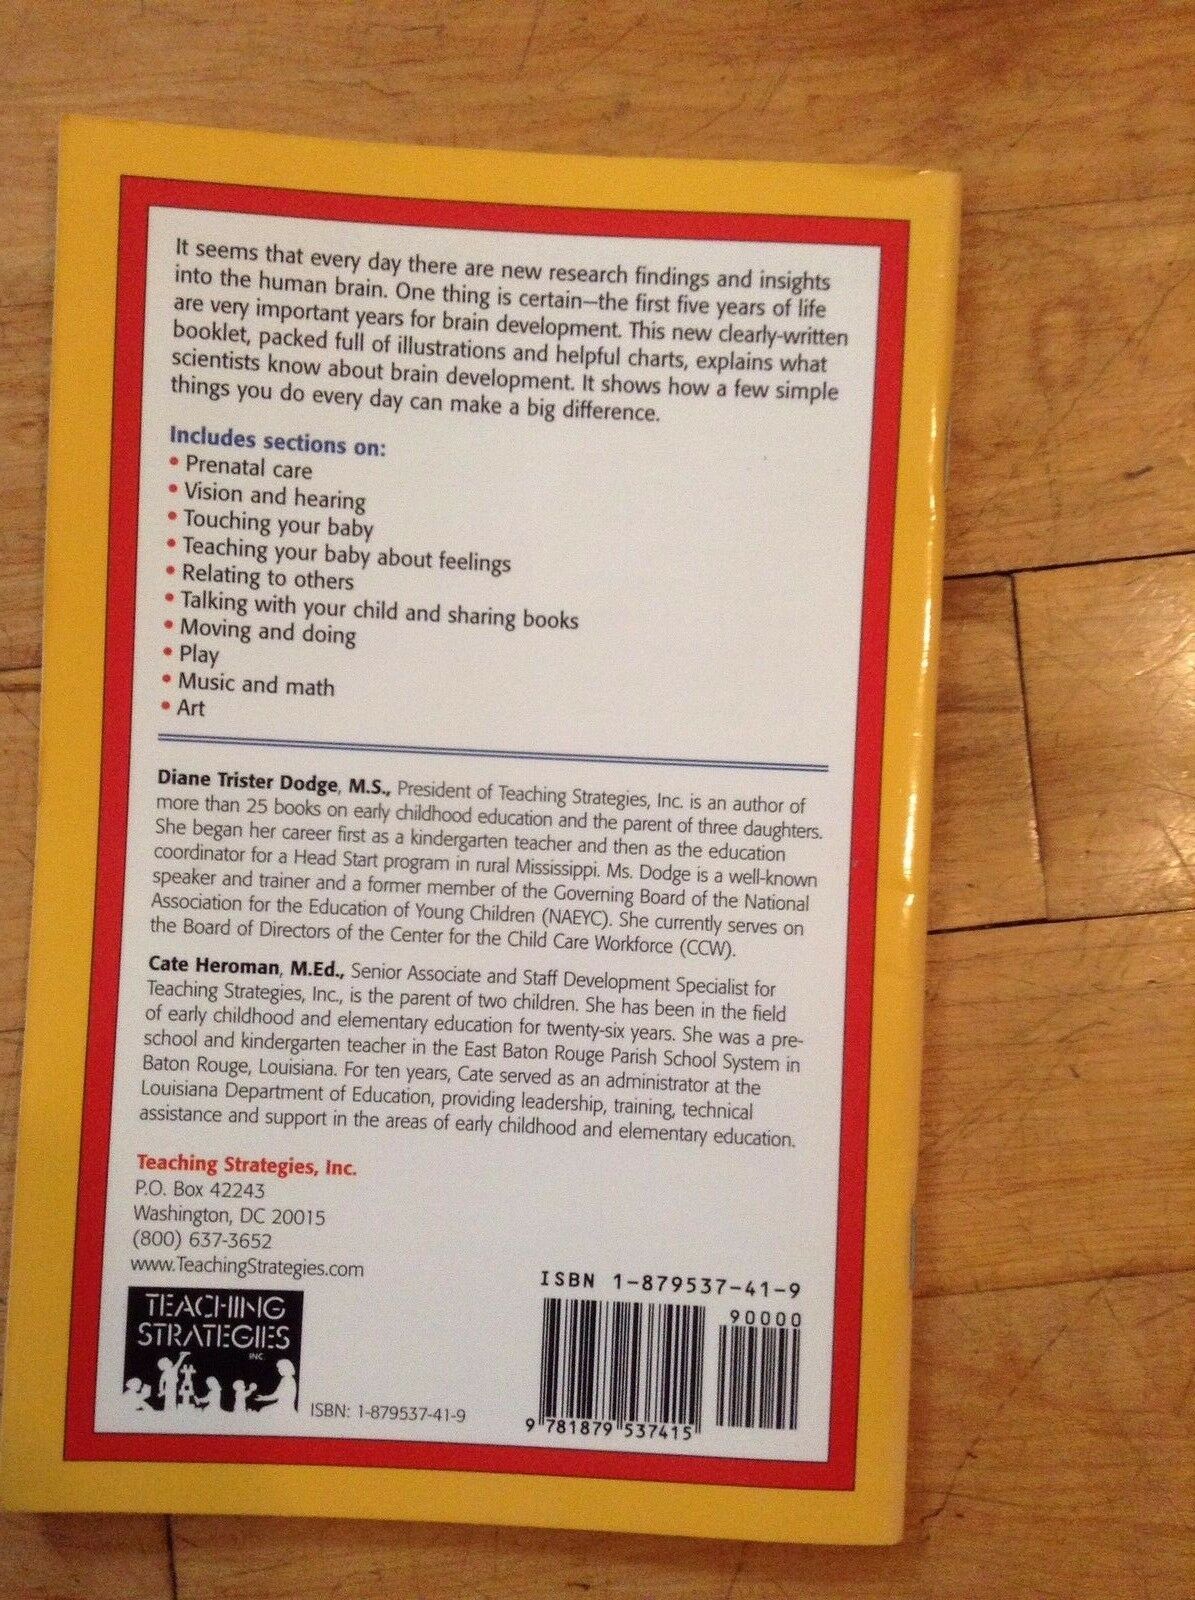 It seems that every day there are new research findings and insights
into the human brain. One thing is certain—the first five years of life
are very important years for brain development. This new clearly-written
booklet, packed full of illustrations and helpful charts, explains what
scientists know about brain development. It shows how a few simple
things you do every day can make a big difference.
Includes sections on:
• Prenatal care
• Vision and hearing
• Touching your baby
• Teaching your baby about feelings
• Relating to others
• Talking with your child and sharing books
• Moving and doing
• Play
• Music and math
• Art
Diane Trister Dodge, M.S., President of Teaching Strategies, Inc. is an author of
more than 25 books on early childhood education and the parent of three daughters.
She began her career first as a kindergarten teacher and then as the education
coordinator for a Head Start program in rural Mississippi. Ms. Dodge is a well-known
speaker and trainer and a former member of the Governing Board of the National
Association for the Education of Young Children (NAEYC). She currently serves on
the Board of Directors of the Center for the Child Care Workforce (CCW).
Cate Heroman, M.Ed., Senior Associate and Staff Development Specialist for
Teaching Strategies, Inc., is the parent of two children. She has been in the field
of early childhood and elementary education for twenty-six years. She was a pre-
school and kindergarten teacher in the East Baton Rouge Parish School System in
Baton Rouge, Louisiana. For ten years, Cate served as an administrator at the
Louisiana Department of Education, providing leadership, training, technical
assistance and support in the areas of early childhood and elementary education.
Teaching Strategies, Inc.
P.O. Box 42243
Washington, DC 20015
(800) 637-3652
www.TeachingStrategies.com
TEACHING
STRATEGIES
INC
ISBN: 1-879537-41-9
ISBN 1-879537-41-9
90000
9 781879 537415